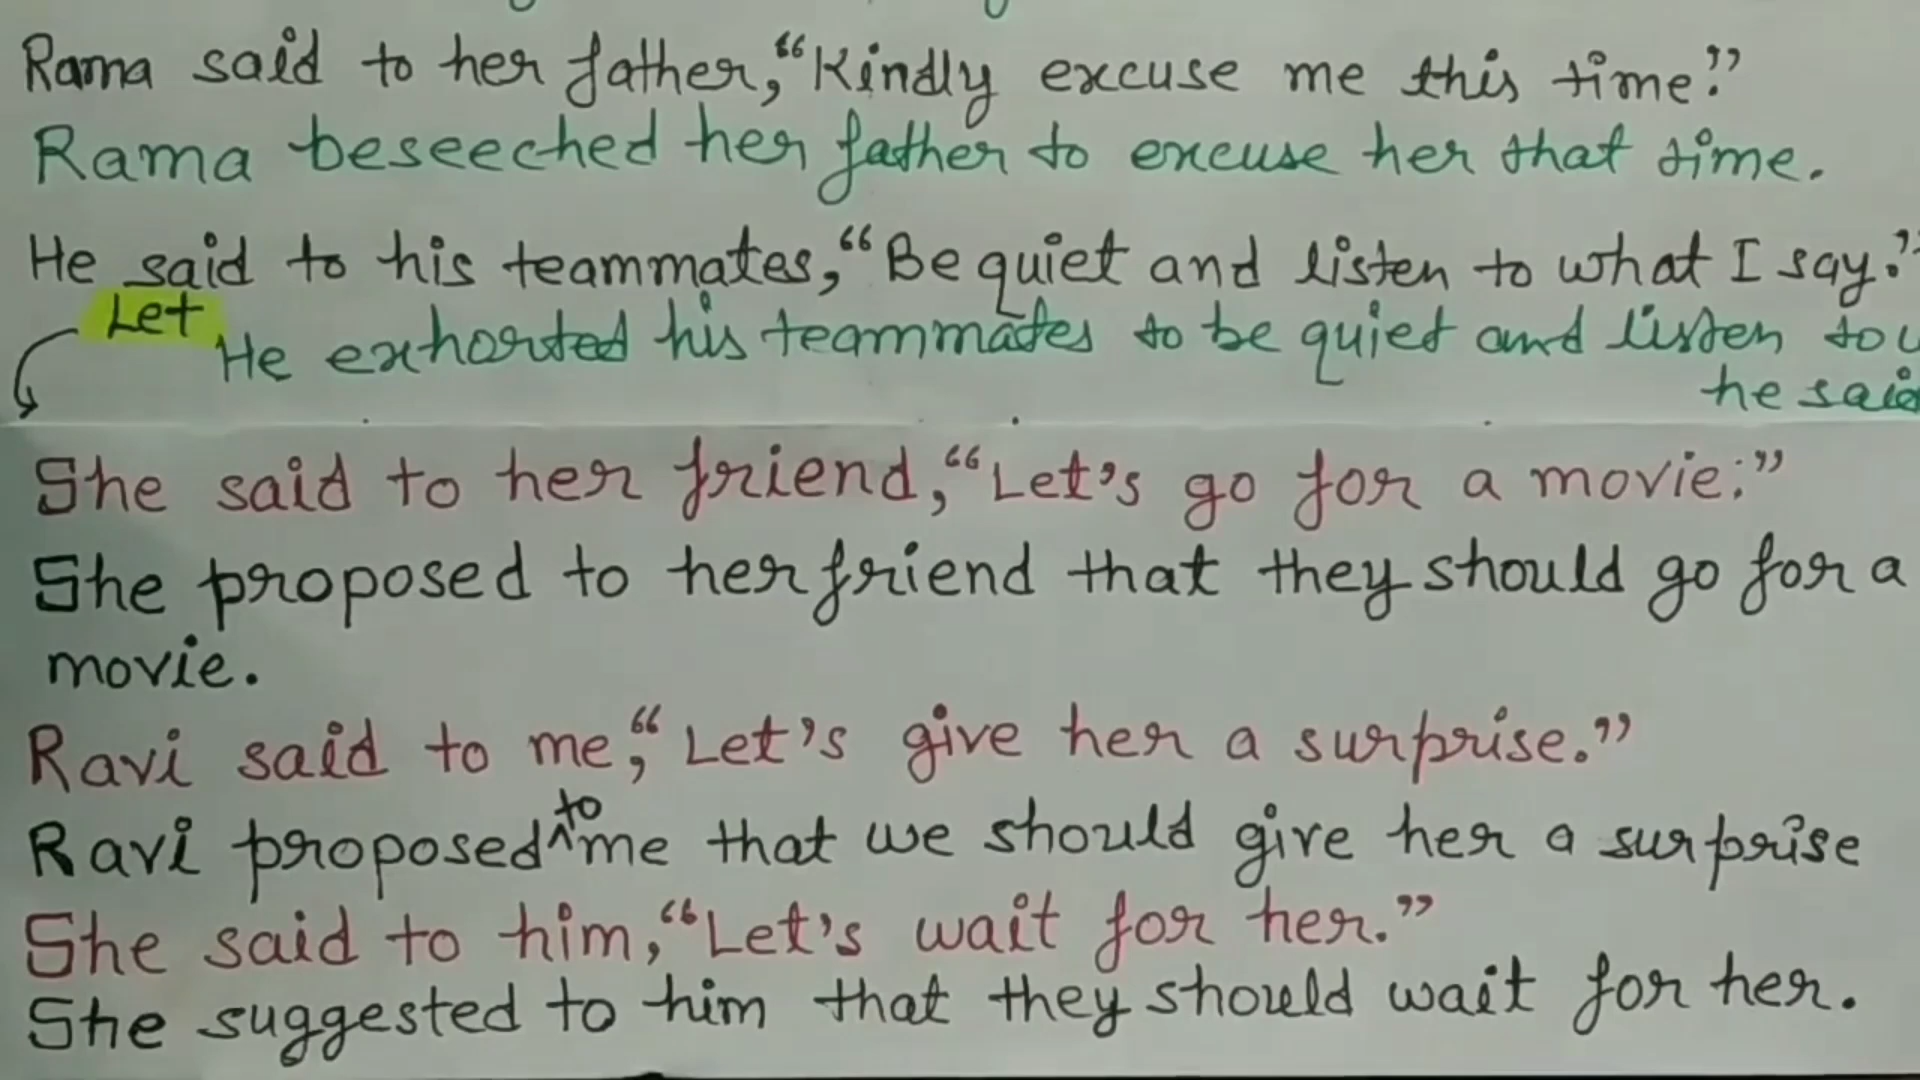 Rama said to her father, “Kindly excuse me this time.”
Rama beseeched her father to excuse her that time.
He said to his teammates, “Be quiet and listen to what I say.”
Let
He exhorted his teammates to be quiet and listen to
he said
She said to her friend, “Let's go for a movie.”
She proposed to her friend that they should go for a
movie.
Ravi said to me, “Let's give her a surprise.”
Ravi proposed to me that we should give her a surprise
She said to him, “Let's wait for her.”
She suggested to him that they should wait for her.